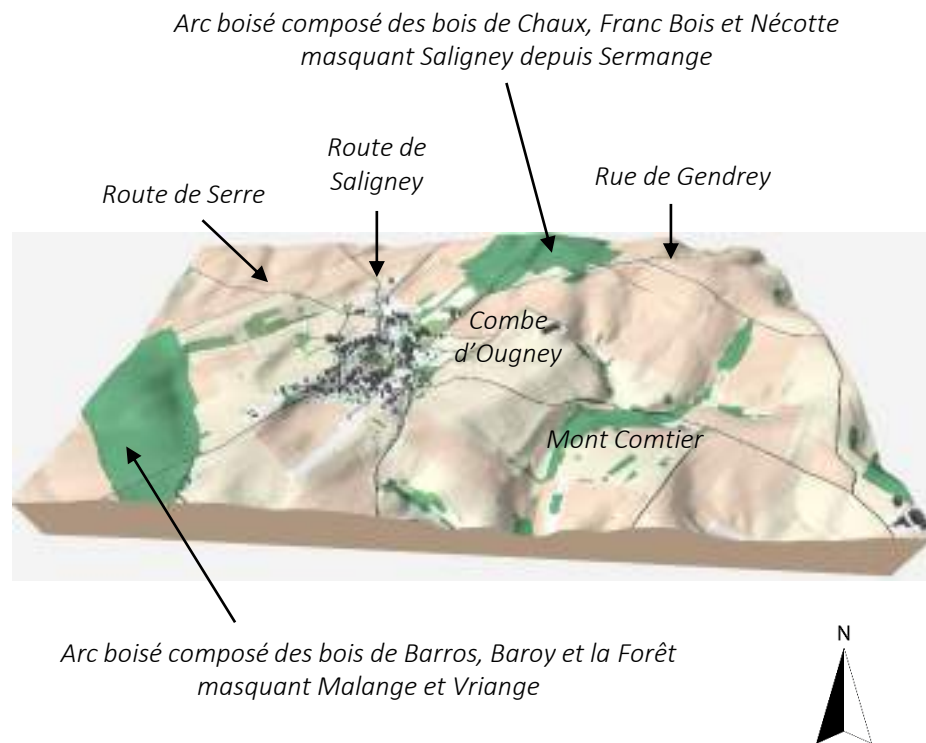 Arc boisé composé des bois de Chaux, Franc Bois et Nécotte
masquant Saligney depuis Sermange
Route de
Saligney
Route de Serre
Rue de Gendrey
Combe
d’Ougney
Mont Comtier
Arc boisé composé des bois de Barros, Baroy et la Forêt
masquant Malange et Vriange
N